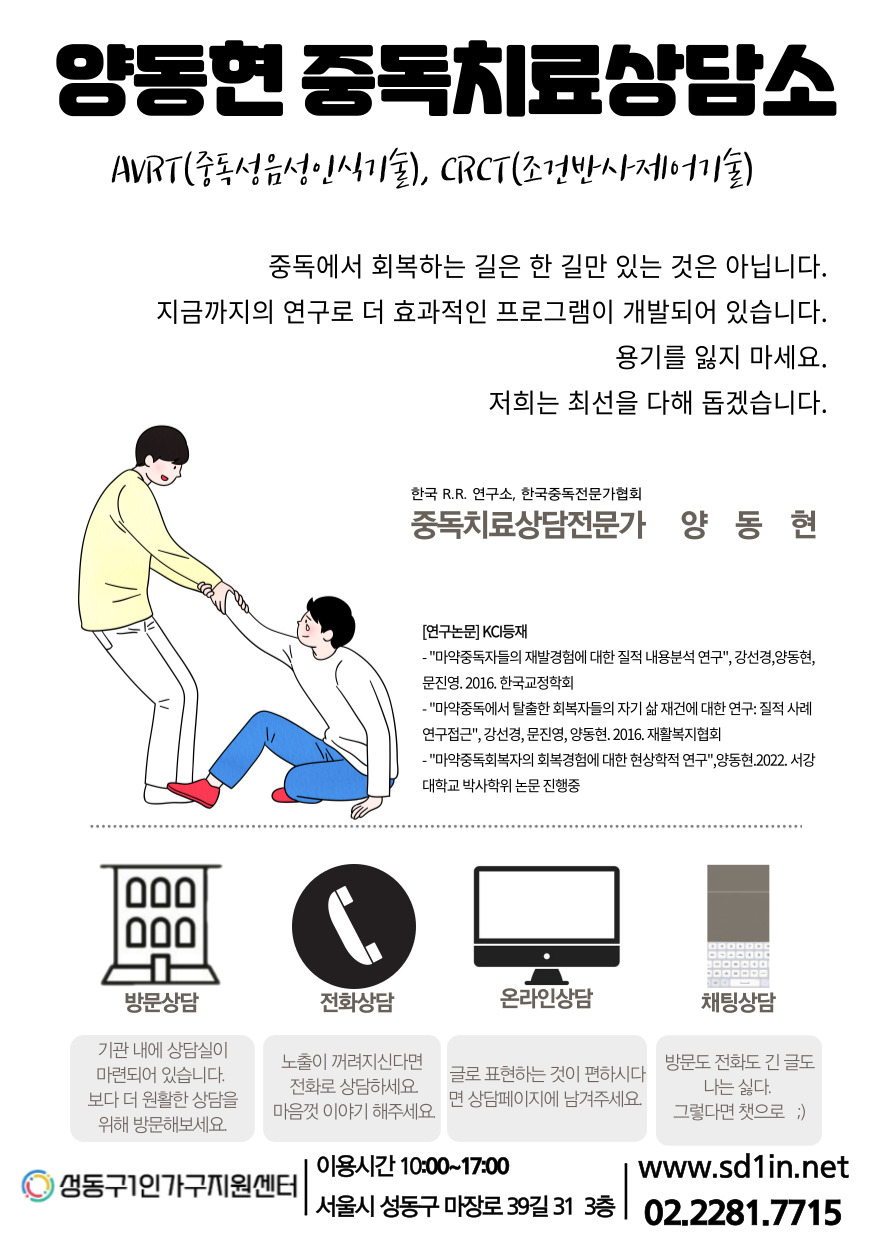 양동현 중독치료상담소
AVRT(중독성음성인식기술), CRCT(조건반사제어기술)
중독에서 회복하는 길은 한 길만 있는 것은 아닙니다.
지금까지의 연구로 더 효과적인 프로그램이 개발되어 있습니다.
용기를 잃지 마세요.
저희는 최선을 다해 돕겠습니다.
한국 R.R. 연구소, 한국중독전문가협회
중독치료상담전문가 양 동 현
[연구논문] KCI등재
- "마약중독자들의 재발경험에 대한 질적 내용분석 연구", 강선경,양동현,
문진영. 2016. 한국교정학회
- "마약중독에서 탈출한 회복자들의 자기 삶 재건에 대한 연구: 질적 사례
연구접근", 강선경, 문진영, 양동현. 2016. 재활복지협회
- "마약중독회복자의 회복경험에 대한 현상학적 연구",양동현.2022. 서강
대학교 박사학위 논문 진행중
방문상담
기관 내에 상담실이
마련되어 있습니다.
보다 더 원활한 상담을
위해 방문해보세요.
전화상담
노출이 꺼려지신다면
전화로 상담하세요.
마음껏 이야기 해주세요.
온라인상담
글로 표현하는 것이 편하시다
면 상담페이지에 남겨주세요.
채팅상담
방문도 전화도 긴 글도
나는 싫다.
그렇다면 챗으로 ;)
성동구1인가구지원센터
이용시간 10:00~17:00
서울시 성동구 마장로 39길 31 3층
www.sd1in.net
02.2281.7715